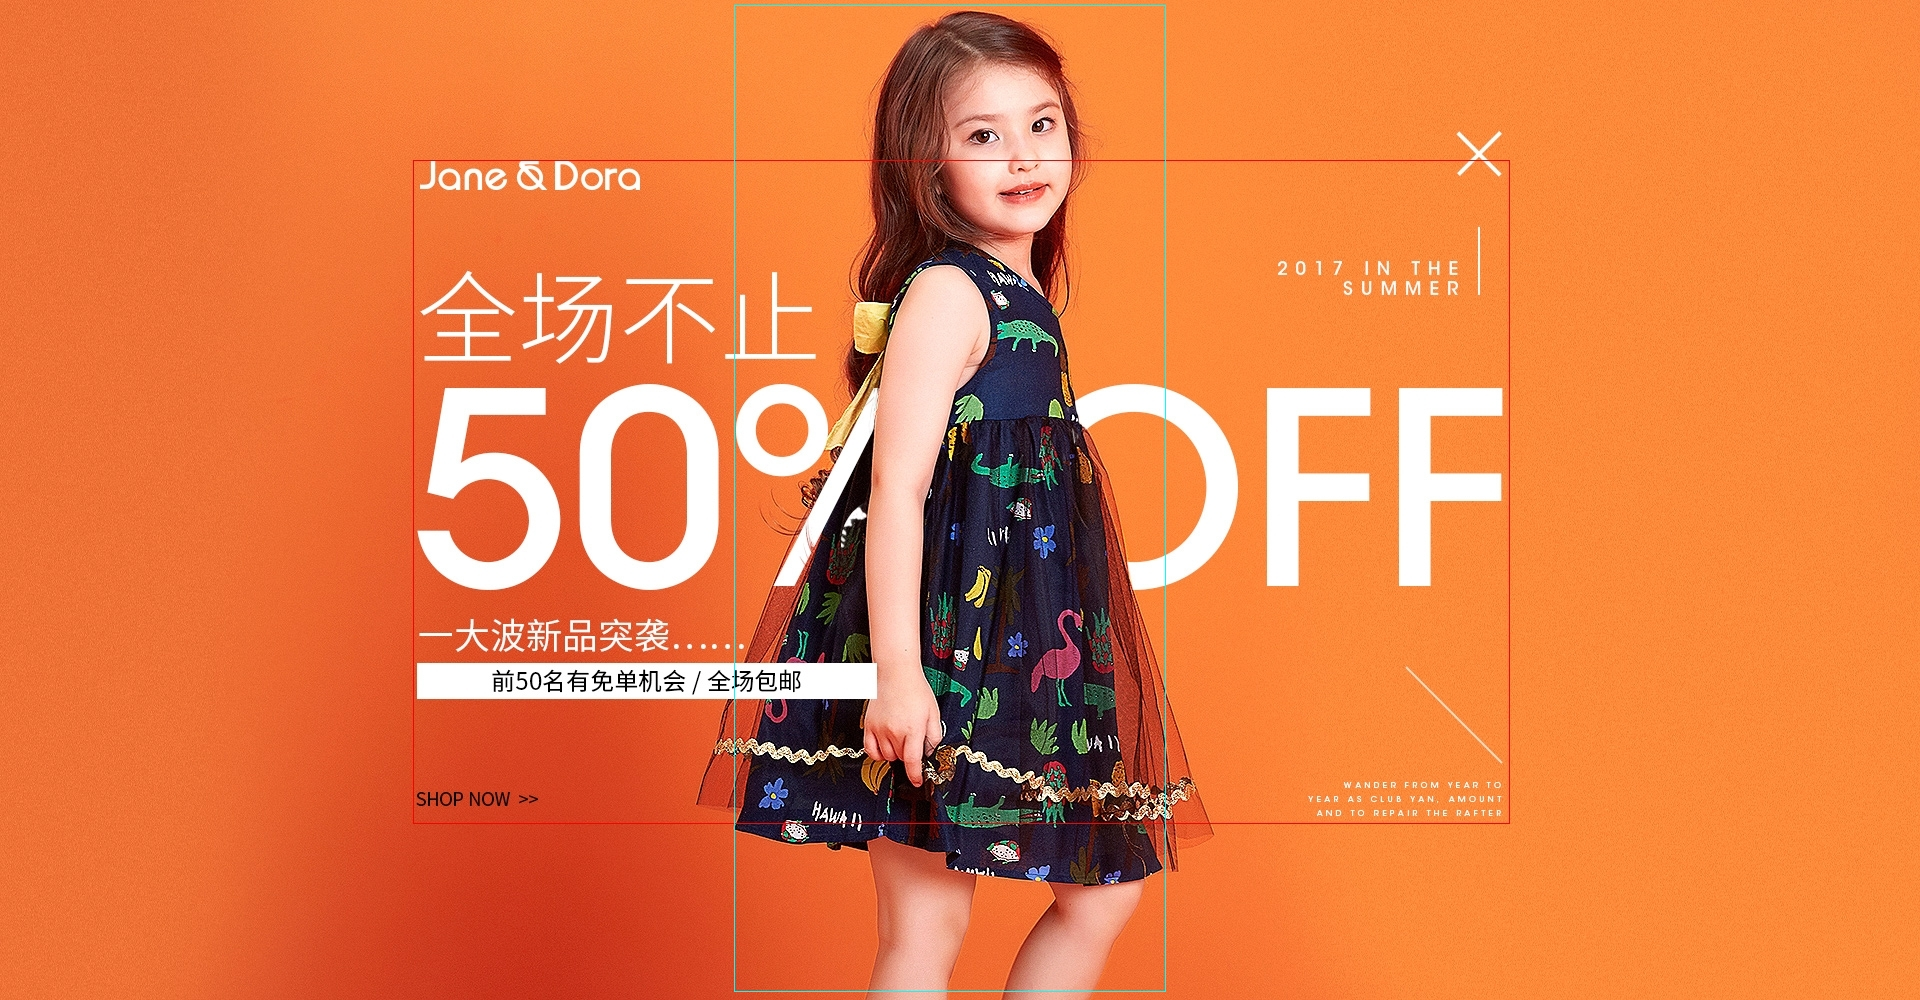 Jane & Dora
2017 IN THE
SUMMER
全场不止
50% OFF
一大波新品突袭……
前50名有免单机会 / 全场包邮
SHOP NOW >>
WANDER FROM YEAR TO
YEAR AS CLUB YAN, AMOUNT
AND TO REPAIR THE RAFTER
HAWAII